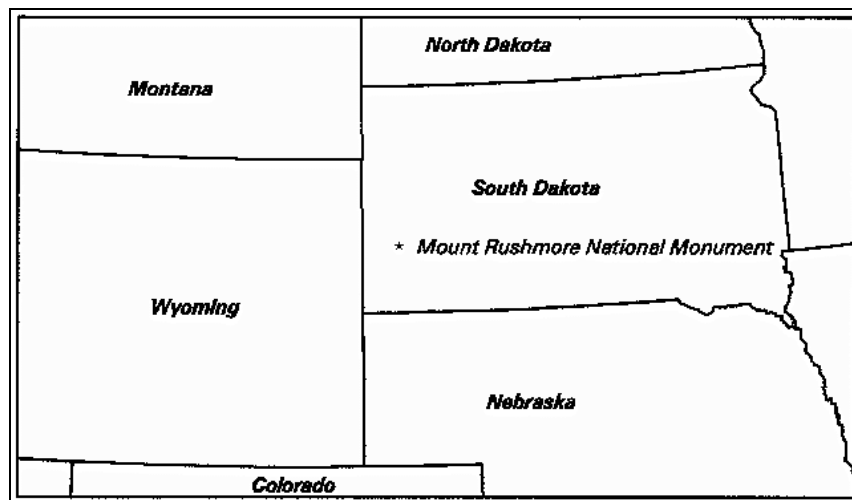 North Dakota
Montana
South Dakota
Mount Rushmore National Monument
Wyoming
Nebraska
Colorado